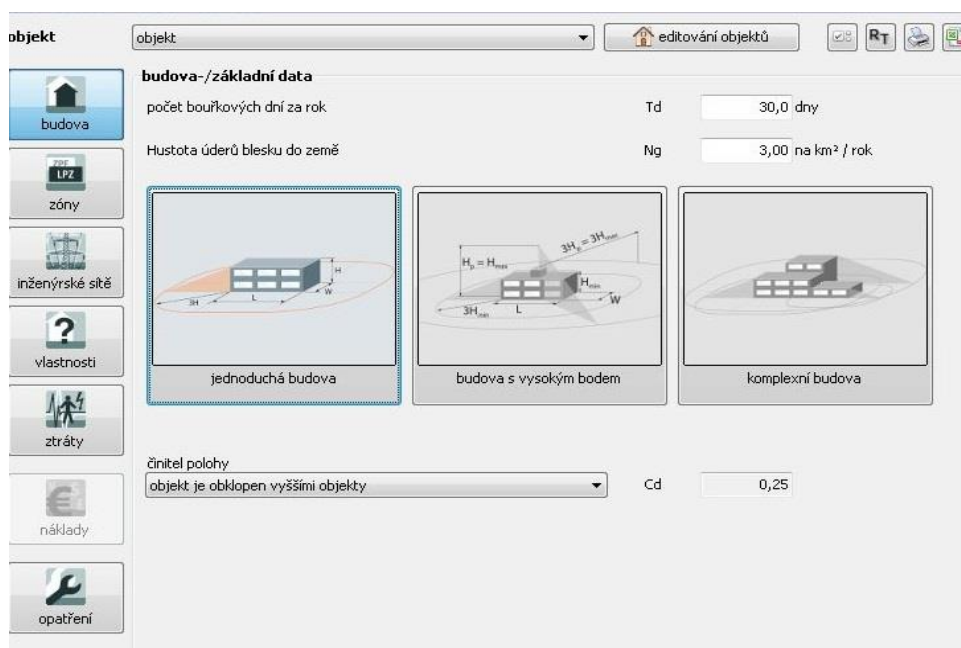 objekt
objekt
editování objektů
RT
budova-/základní data
budova
počet bouřkových dní za rok Td 30,0 dny
Hustota úderů blesku do země Ng 3,00 na km² / rok
ZPF
LPZ
zóny
inženýrské sítě
?
vlastnosti
ztráty
€
náklady
opatření
H
W
L
3H
jednoduchá budova
3Hp = 3Hmax
Hp = Hmax
Hmin
W
L
3Hmin
budova s vysokým bodem
komplexní budova
činitel polohy
objekt je obklopen vyššími objekty Cd 0,25